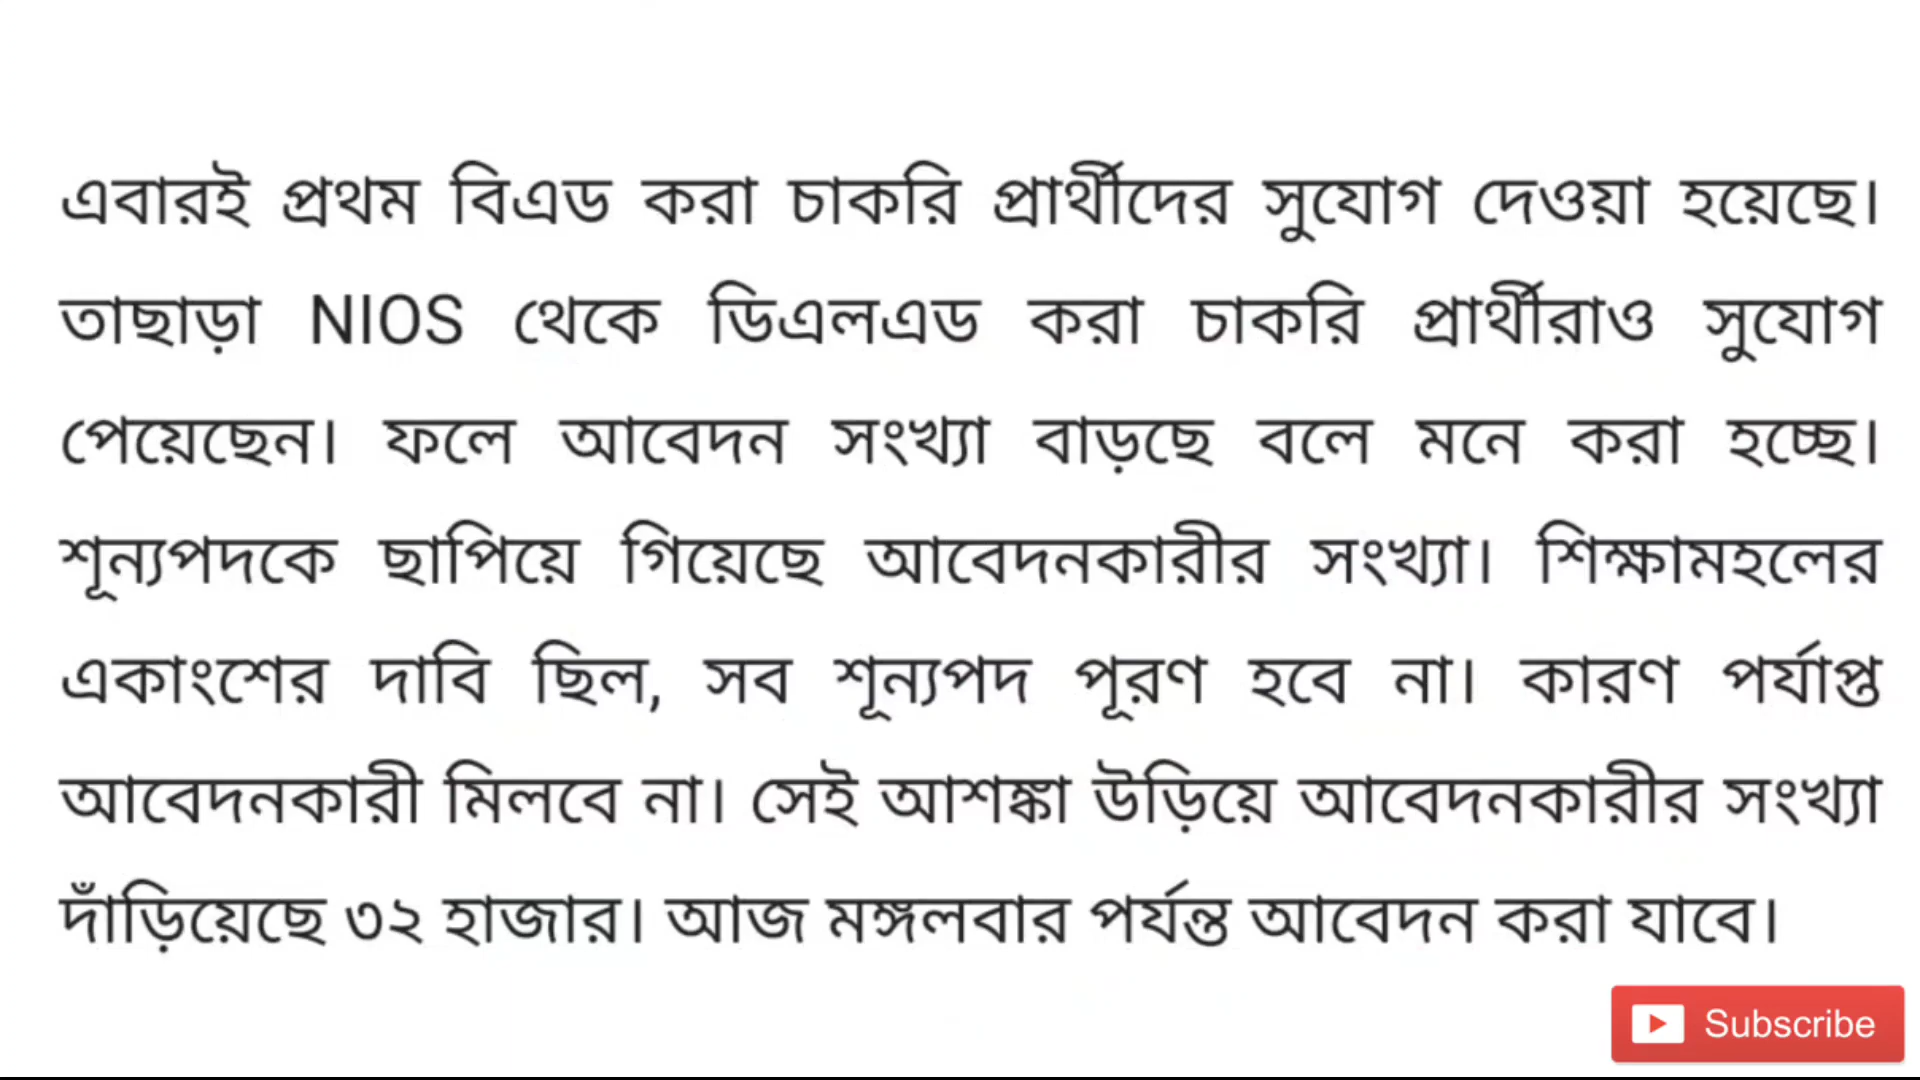 এবারই প্রথম বিএড করা চাকরি প্রার্থীদের সুযোগ দেওয়া হয়েছে।
তাছাড়া NIOS থেকে ডিএলএড করা চাকরি প্রার্থীরাও সুযোগ
পেয়েছেন। ফলে আবেদন সংখ্যা বাড়ছে বলে মনে করা হচ্ছে।
শূন্যপদকে ছাপিয়ে গিয়েছে আবেদনকারীর সংখ্যা। শিক্ষামহলের
একাংশের দাবি ছিল, সব শূন্যপদ পূরণ হবে না। কারণ পর্যাপ্ত
আবেদনকারী মিলবে না। সেই আশঙ্কা উড়িয়ে আবেদনকারীর সংখ্যা
দাঁড়িয়েছে ৩২ হাজার। আজ মঙ্গলবার পর্যন্ত আবেদন করা যাবে।
Subscribe